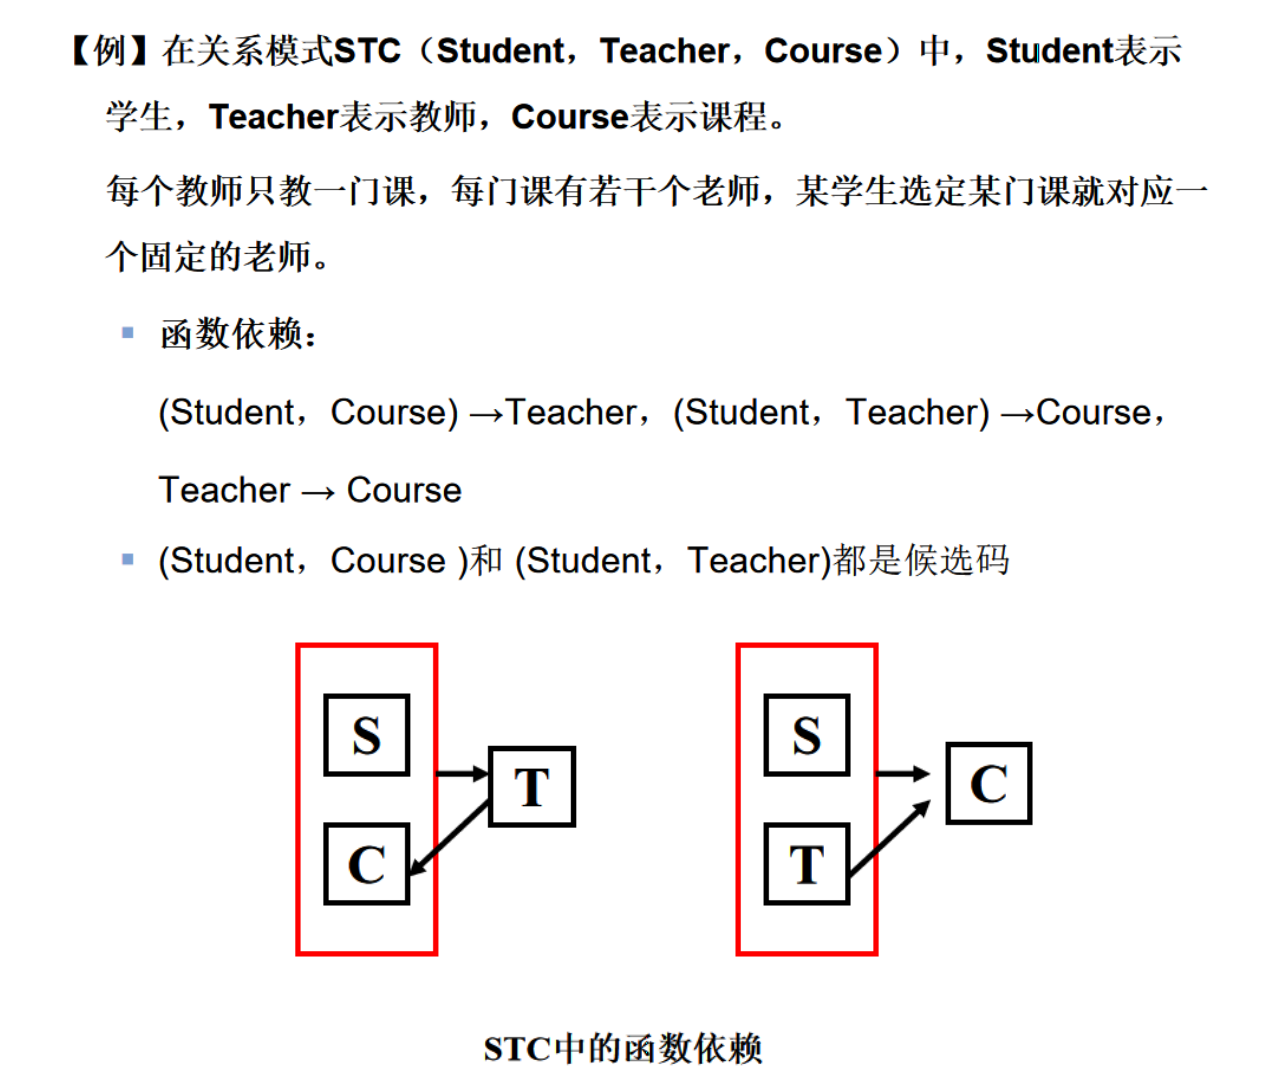 【例】在关系模式STC（Student，Teacher，Course）中，Student表示
学生，Teacher表示教师，Course表示课程。
每个教师只教一门课，每门课有若干个老师，某学生选定某门课就对应一
个固定的老师。
函数依赖：
(Student，Course) →Teacher，(Student，Teacher) →Course，
Teacher → Course
(Student，Course )和 (Student，Teacher)都是候选码
S
T
C
S
C
T
STC中的函数依赖